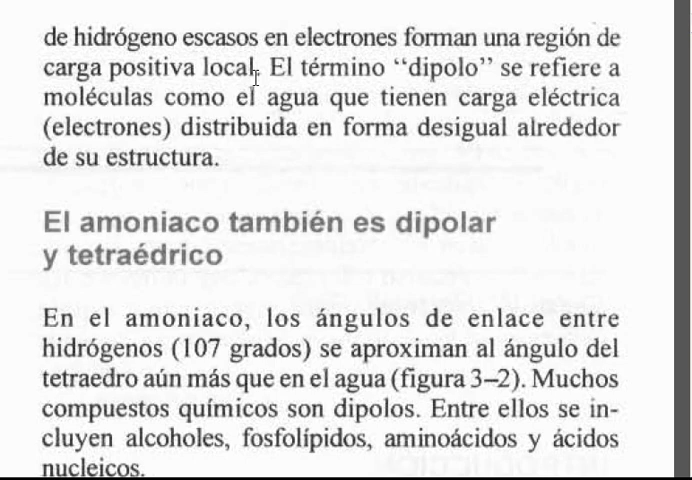 de hidrógeno escasos en electrones forman una región de
carga positiva local. El término “dipolo” se refiere a
moléculas como el agua que tienen carga eléctrica
(electrones) distribuida en forma desigual alrededor
de su estructura.
El amoniaco también es dipolar
y tetraédrico
En el amoniaco, los ángulos de enlace entre
hidrógenos (107 grados) se aproximan al ángulo del
tetraedro aún más que en el agua (figura 3–2). Muchos
compuestos químicos son dipolos. Entre ellos se in-
cluyen alcoholes, fosfolípidos, aminoácidos y ácidos
nucleicos.